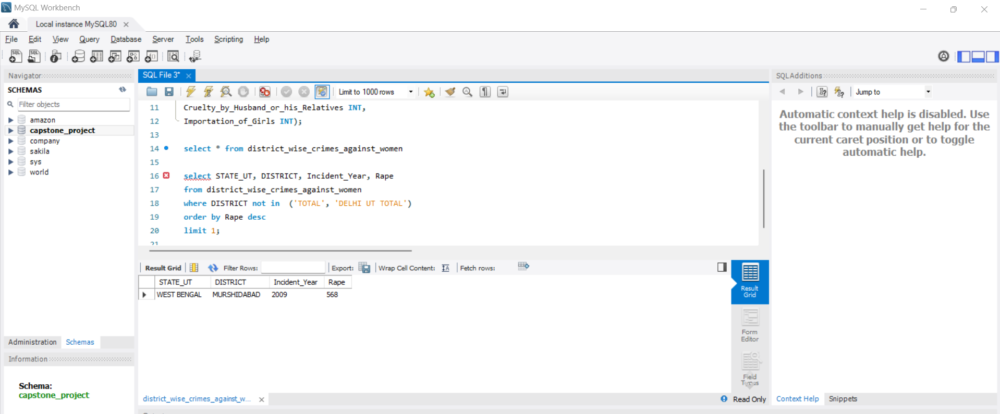 MySQL Workbench
Local instance MySQL80
File Edit View Query Database Server Tools Scripting Help
Navigator
SCHEMAS
Filter objects
amazon
capstone_project
company
sakila
sys
world
Administration Schemas
Information
Schema:
capstone_project
SQL File 3*
Limit to 1000 rows
11 Cruelty_by_Husband_or_his_Relatives INT,
12 Importation_of_Girls INT);
13
14 select * from district_wise_crimes_against_women
15
16 select STATE_UT, DISTRICT, Incident_Year, Rape
17 from district_wise_crimes_against_women
18 where DISTRICT not in ('TOTAL', 'DELHI UT TOTAL')
19 order by Rape desc
20 limit 1;
21
Result Grid Filter Rows: Export: Wrap Cell Content: Fetch rows:
STATE_UT DISTRICT Incident_Year Rape
WEST BENGAL MURSHIDABAD 2009 568
Result
Grid
Form
Editor
Field
Types
district_wise_crimes_against_w...
Read Only
SQLAdditions
Jump to
Automatic context help is disabled. Use
the toolbar to manually get help for the
current caret position or to toggle
automatic help.
Context Help Snippets